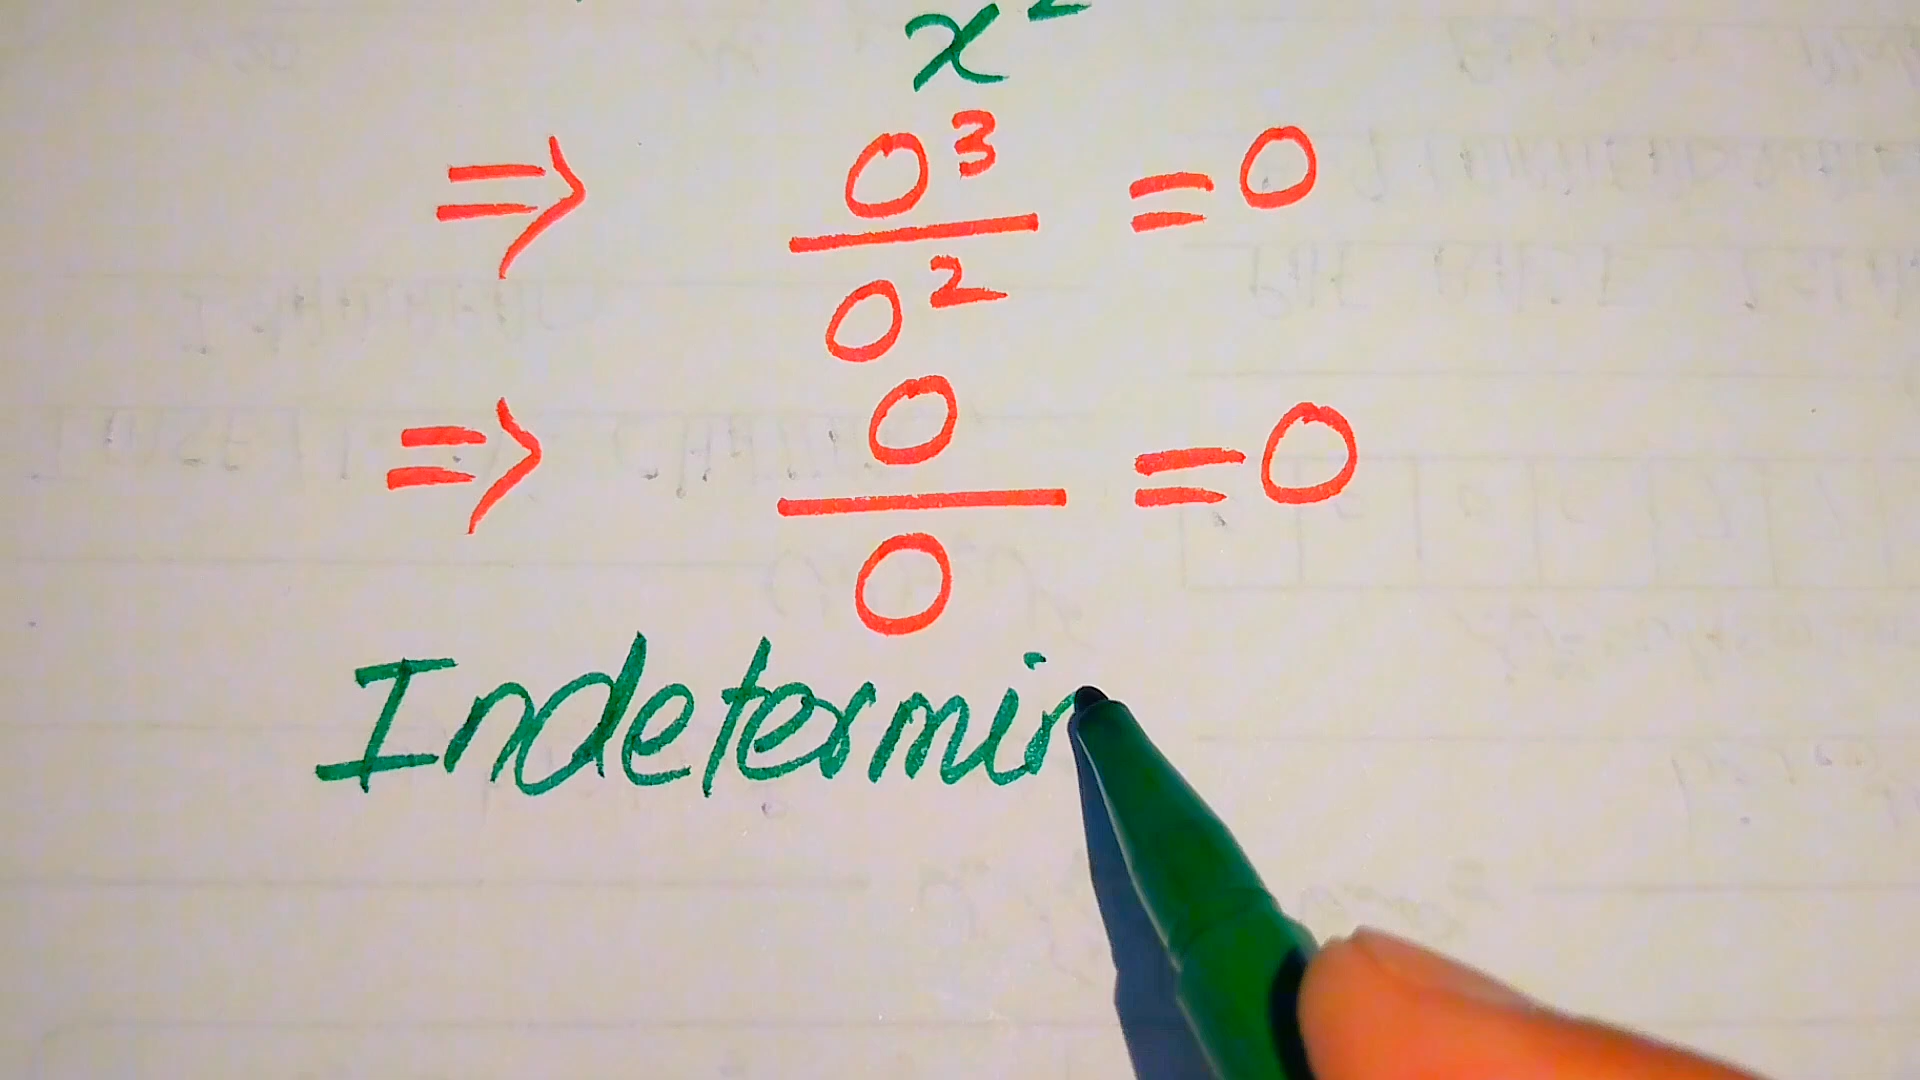 x²
⇒ 0³/0² = 0
⇒ 0/0 = 0
Indetermin